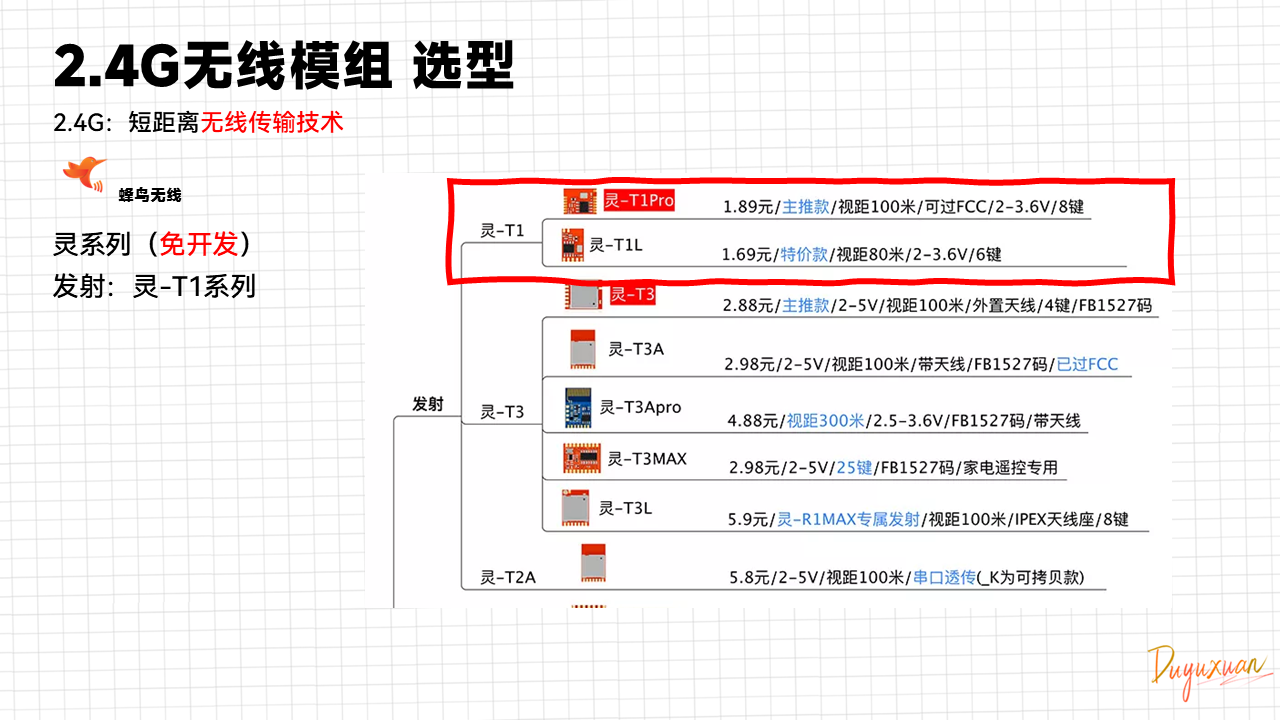 2.4G无线模组 选型
2.4G：短距离无线传输技术
蜂鸟无线
灵系列（免开发）
发射：灵-T1系列
灵-T1
灵-T1Pro
1.89元/主推款/视距100米/可过FCC/2-3.6V/8键
灵-T1L
1.69元/特价款/视距80米/2-3.6V/6键
灵-T3
2.88元/主推款/2-5V/视距100米/外置天线/4键/FB1527码
灵-T3A
2.98元/2-5V/视距100米/带天线/FB1527码/已过FCC
发射
灵-T3
灵-T3Apro
4.88元/视距300米/2.5-3.6V/FB1527码/带天线
灵-T3MAX
2.98元/2-5V/25键/FB1527码/家电遥控专用
灵-T3L
5.9元/灵-R1MAX专属发射/视距100米/IPEX天线座/8键
灵-T2A
5.8元/2-5V/视距100米/串口透传(_K为可拷贝款)
Duyuxuan